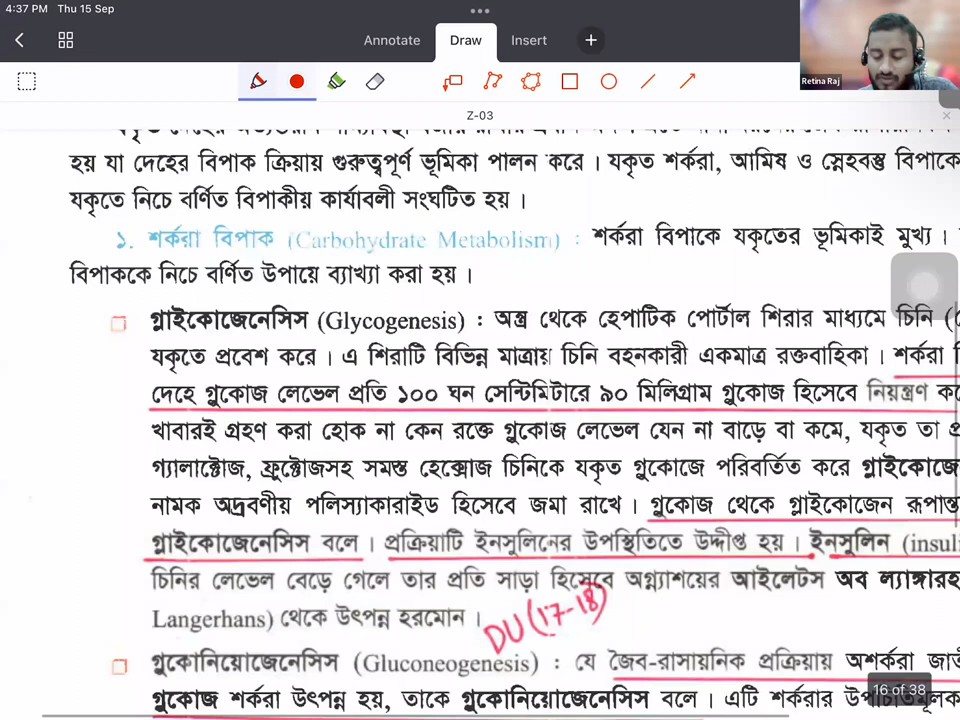 4:37 PM Thu 15 Sep
Annotate Draw Insert
Retina Raj
Z-03
হয় যা দেহের বিপাক ক্রিয়ায় গুরুত্বপূর্ণ ভূমিকা পালন করে। যকৃত শর্করা, আমিষ ও স্নেহবস্তু বিপাকে
যকৃতে নিচে বর্ণিত বিপাকীয় কার্যাবলী সংঘটিত হয়।
১. শর্করা বিপাক (Carbohydrate Metabolism) : শর্করা বিপাকে যকৃতের ভূমিকাই মুখ্য।
বিপাককে নিচে বর্ণিত উপায়ে ব্যাখ্যা করা হয়।
গ্লাইকোজেনেসিস (Glycogenesis) : অন্ত্র থেকে হেপাটিক পোর্টাল শিরার মাধ্যমে চিনি
যকৃতে প্রবেশ করে। এ শিরাটি বিভিন্ন মাত্রায় চিনি বহনকারী একমাত্র রক্তবাহিকা। শর্করা
দেহে গ্লুকোজ লেভেল প্রতি ১০০ ঘন সেন্টিমিটারে ৯০ মিলিগ্রাম গ্লুকোজ হিসেবে নিয়ন্ত্রণ
খাবারই গ্রহণ করা হোক না কেন রক্তে গ্লুকোজ লেভেল যেন না বাড়ে বা কমে, যকৃত তা
গ্যালাক্টোজ, ফ্রুক্টোজসহ সমস্ত হেক্সোজ চিনিকে যকৃত গ্লুকোজে পরিবর্তিত করে গ্লাইকোজে
নামক অদ্রবণীয় পলিস্যাকারাইড হিসেবে জমা রাখে। গ্লুকোজ থেকে গ্লাইকোজেন রূপান্ত
গ্লাইকোজেনেসিস বলে। প্রক্রিয়াটি ইনসুলিনের উপস্থিতিতে উদ্দীপ্ত হয়। ইনসুলিন (insuli
চিনির লেভেল বেড়ে গেলে তার প্রতি সাড়া হিসেবে অগ্ন্যাশয়ের আইলেটস অব ল্যাঙ্গারহ
Langerhans) থেকে উৎপন্ন হরমোন।
DU (17-18)
গ্লুকোনিয়োজেনেসিস (Gluconeogenesis) : যে জৈব-রাসায়নিক প্রক্রিয়ায় অশর্করা জাত
গ্লুকোজ শর্করা উৎপন্ন হয়, তাকে গ্লুকোনিয়োজেনেসিস বলে। এটি শর্করার
16 of 38